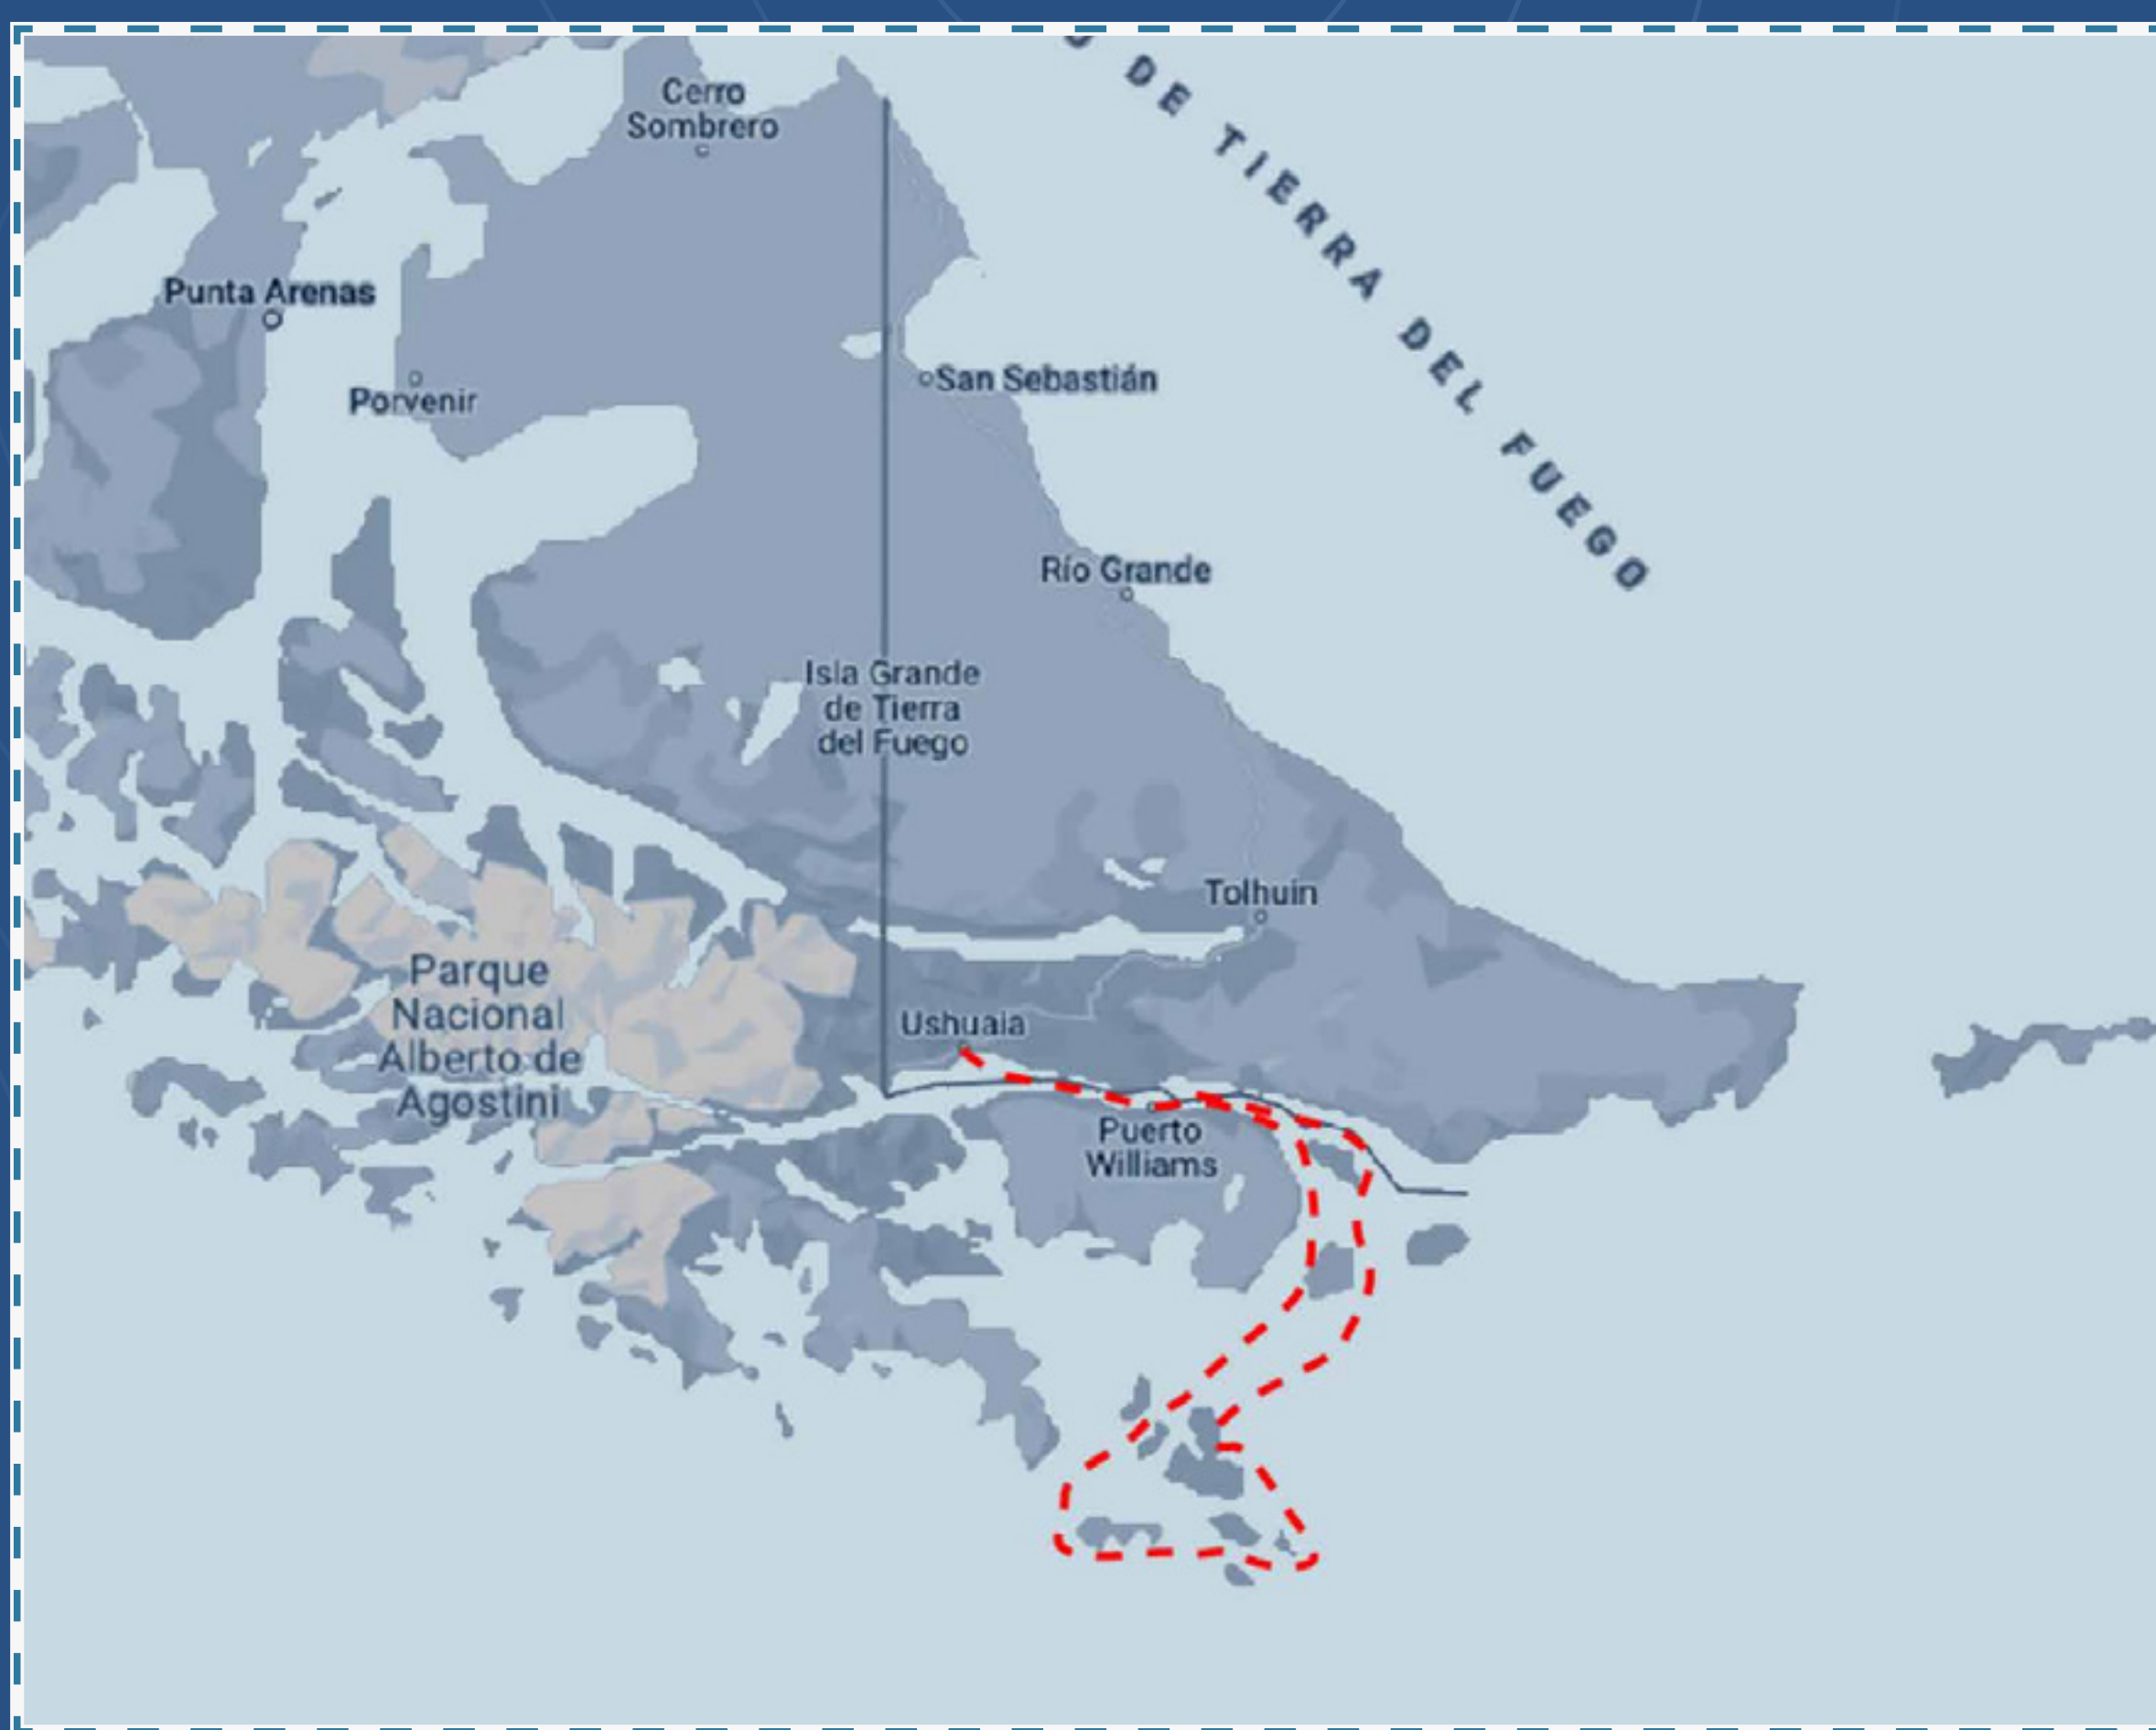 DE TIERRA DEL FUEGO
Cerro
Sombrero
Punta Arenas
Porvenir
San Sebastián
Río Grande
Isla Grande
de Tierra
del Fuego
Tolhuin
Parque
Nacional
Alberto de
Agostini
Ushuaia
Puerto
Williams